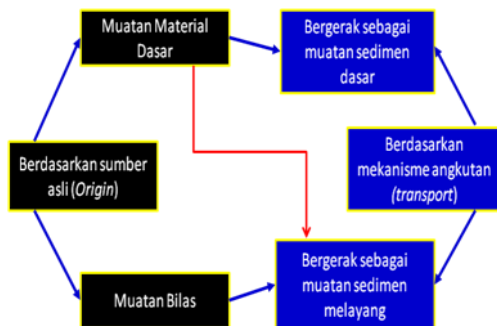 Muatan Material
Dasar
Bergerak sebagai
muatan sedimen
dasar
Berdasarkan sumber
asli (Origin)
Berdasarkan
mekanisme angkutan
(transport)
Muatan Bilas
Bergerak sebagai
muatan sedimen
melayang